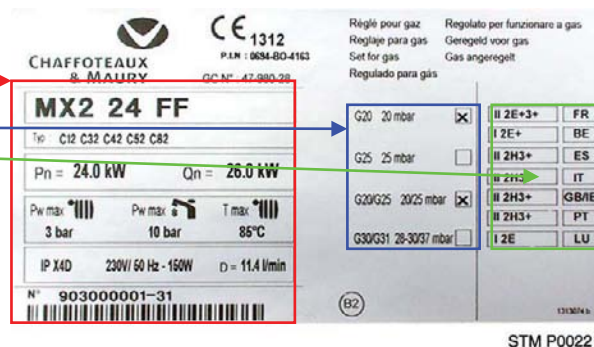 CHAFFOTEAUX
& MAURY
CE 1312
P.I.N : 0694-BO-4163
GC N° : 47-980-28
MX2 24 FF
Typ : C12 C32 C42 C52 C82
Pn = 24.0 kW Qn = 26.0 kW
Pw max Pw max T max
3 bar 10 bar 85°C
IP X4D 230V/ 50 Hz - 150W D = 11.4 l/min
N° 903000001-31
Réglé pour gaz Regolato per funzionare a gas
Reglaje para gas Geregeld voor gas
Set for gas Gas angeregelt
Regulado para gás
G20 20 mbar
G25 25 mbar
G20/G25 20/25 mbar
G30/G31 28-30/37 mbar
II 2E+3+ FR
I 2E+ BE
II 2H3+ ES
II 2H3+ IT
II 2H3+ GB/IE
II 2H3+ PT
I 2E LU
B2
1313074 b
STM P0022